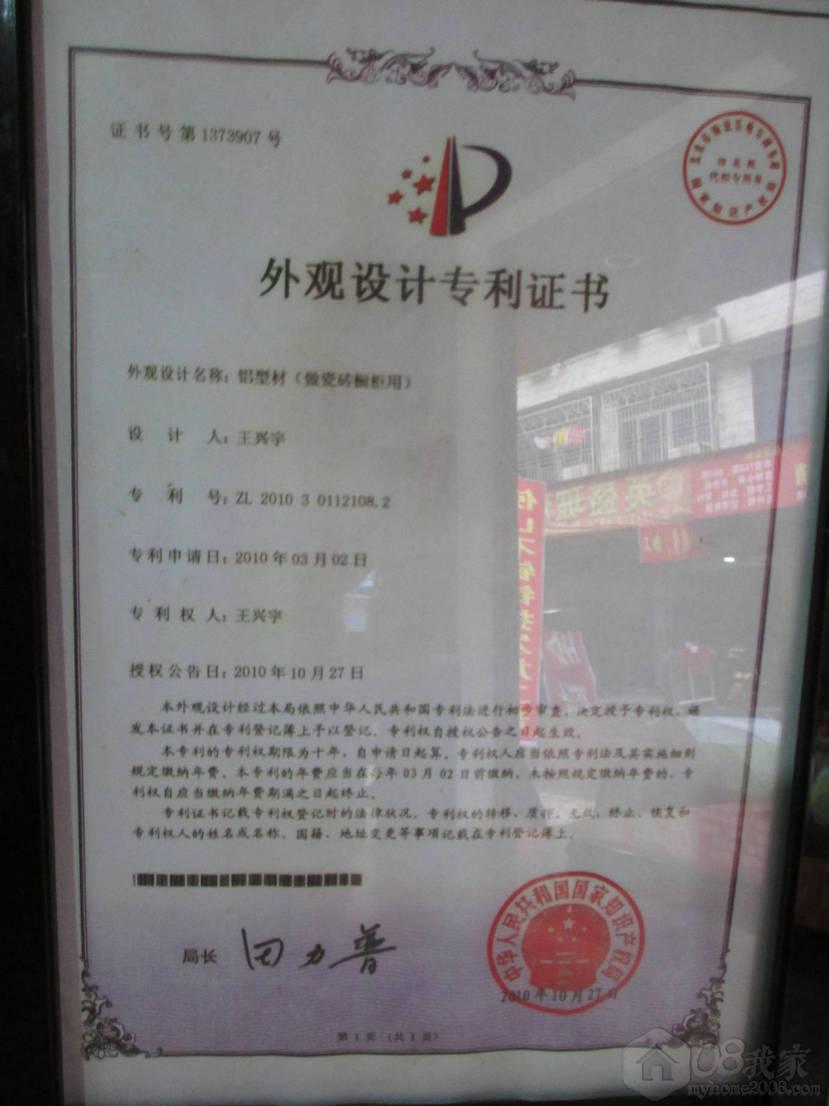 证书号第1373907号
外观设计专利证书
外观设计名称：铝型材（做瓷砖橱柜用）
设计人：王兴宇
专利号：ZL 2010 3 0112108.2
专利申请日：2010年03月02日
专利权人：王兴宇
授权公告日：2010年10月27日
本外观设计经过本局依照中华人民共和国专利法进行初步审查，决定授予专利权，颁
发本证书并在专利登记簿上予以登记。专利权自授权公告之日起生效。
本专利的专利权期限为十年，自申请日起算。专利权人应当依照专利法及其实施细则
规定缴纳年费。本专利的年费应当在每年03月02日前缴纳。未按照规定缴纳年费的，专
利权自应当缴纳年费期满之日起终止。
专利证书记载专利权登记时的法律状况。专利权的转移、质押、无效、终止、恢复和
专利权人的姓名或名称、国籍、地址变更等事项记载在专利登记簿上。
局长 田力普
中华人民共和国国家知识产权局
2010年10月27日
第1页（共1页）
08我家
myhome2008.com